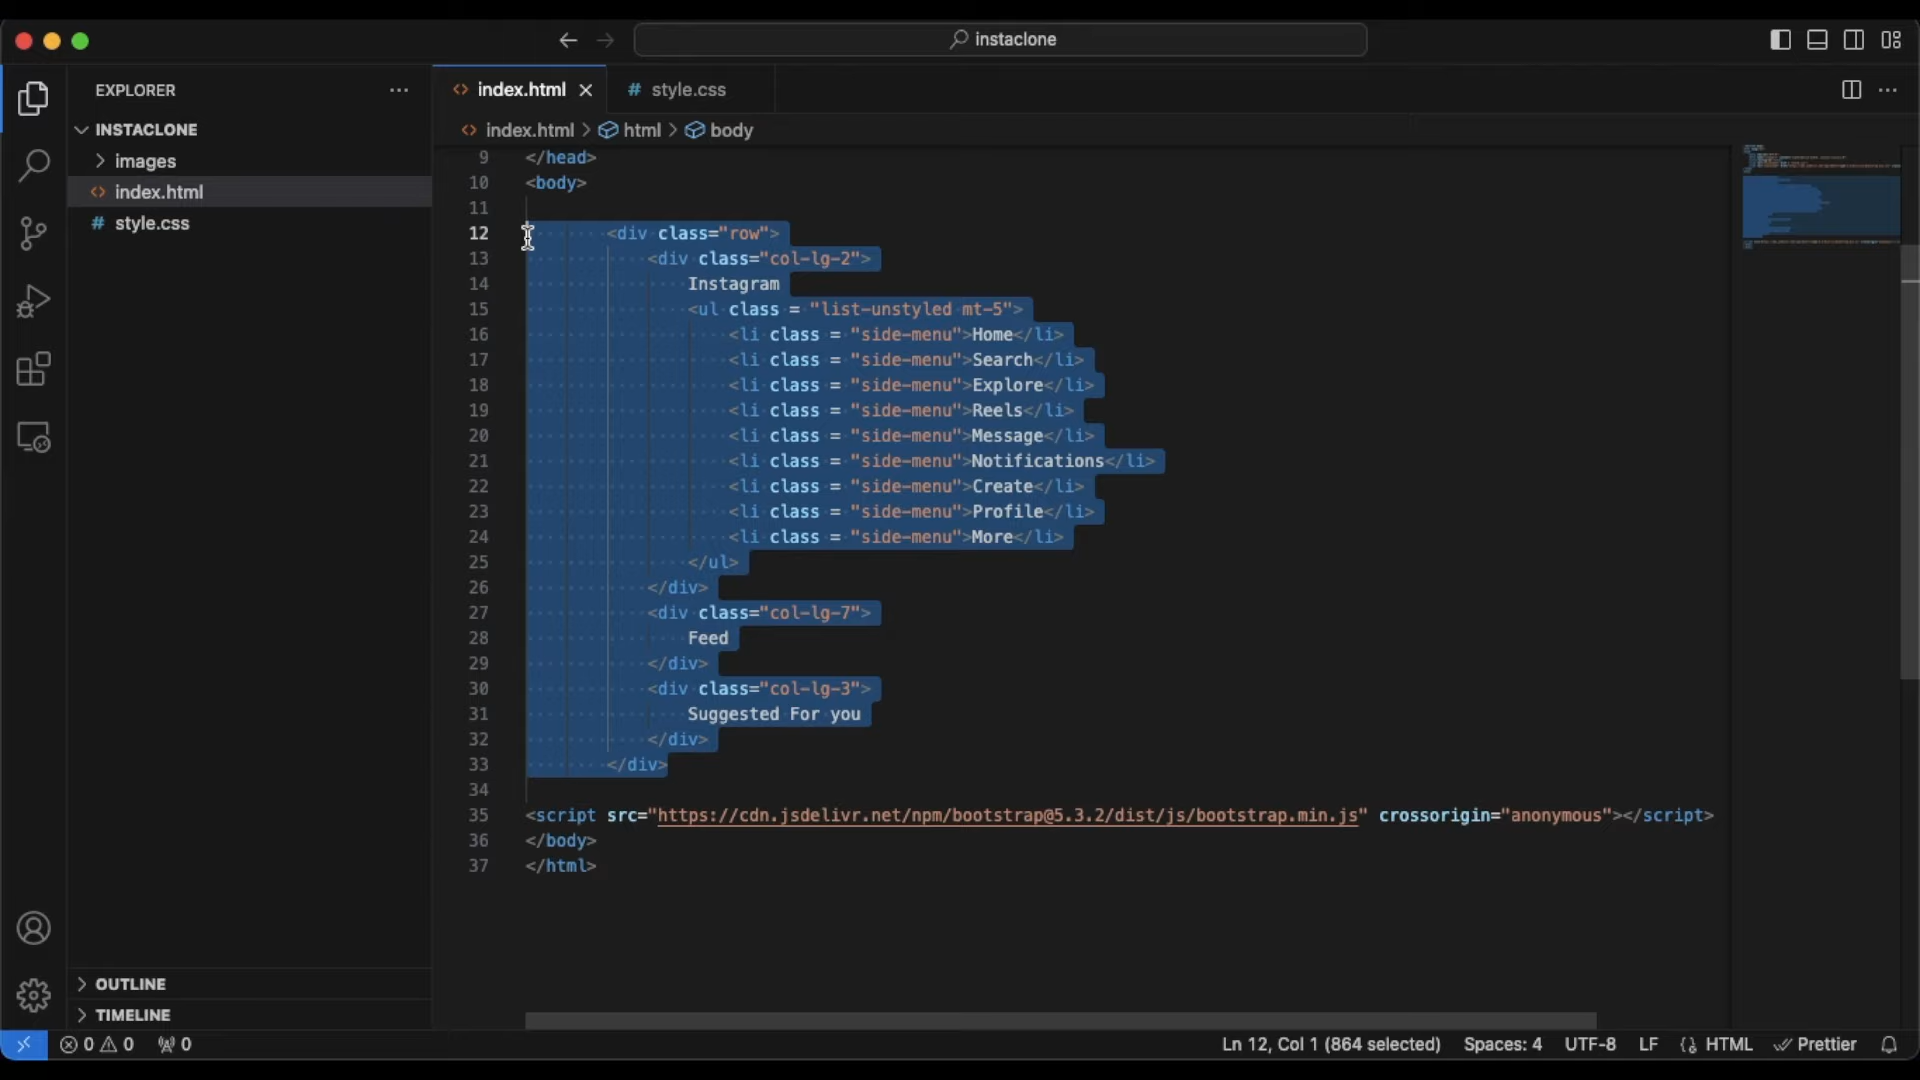 instaclone
EXPLORER
INSTACLONE
images
index.html
style.css
OUTLINE
TIMELINE
index.html
style.css
index.html > html > body
9 </head>
10 <body>
11
12 <div class="row">
13 <div class="col-lg-2">
14 Instagram
15 <ul class = "list-unstyled mt-5">
16 <li class = "side-menu">Home</li>
17 <li class = "side-menu">Search</li>
18 <li class = "side-menu">Explore</li>
19 <li class = "side-menu">Reels</li>
20 <li class = "side-menu">Message</li>
21 <li class = "side-menu">Notifications</li>
22 <li class = "side-menu">Create</li>
23 <li class = "side-menu">Profile</li>
24 <li class = "side-menu">More</li>
25 </ul>
26 </div>
27 <div class="col-lg-7">
28 Feed
29 </div>
30 <div class="col-lg-3">
31 Suggested For you
32 </div>
33 </div>
34
35 <script src="https://cdn.jsdelivr.net/npm/bootstrap@5.3.2/dist/js/bootstrap.min.js" crossorigin="anonymous"></script>
36 </body>
37 </html>
0 0 0 Ln 12, Col 1 (864 selected) Spaces: 4 UTF-8 LF HTML Prettier